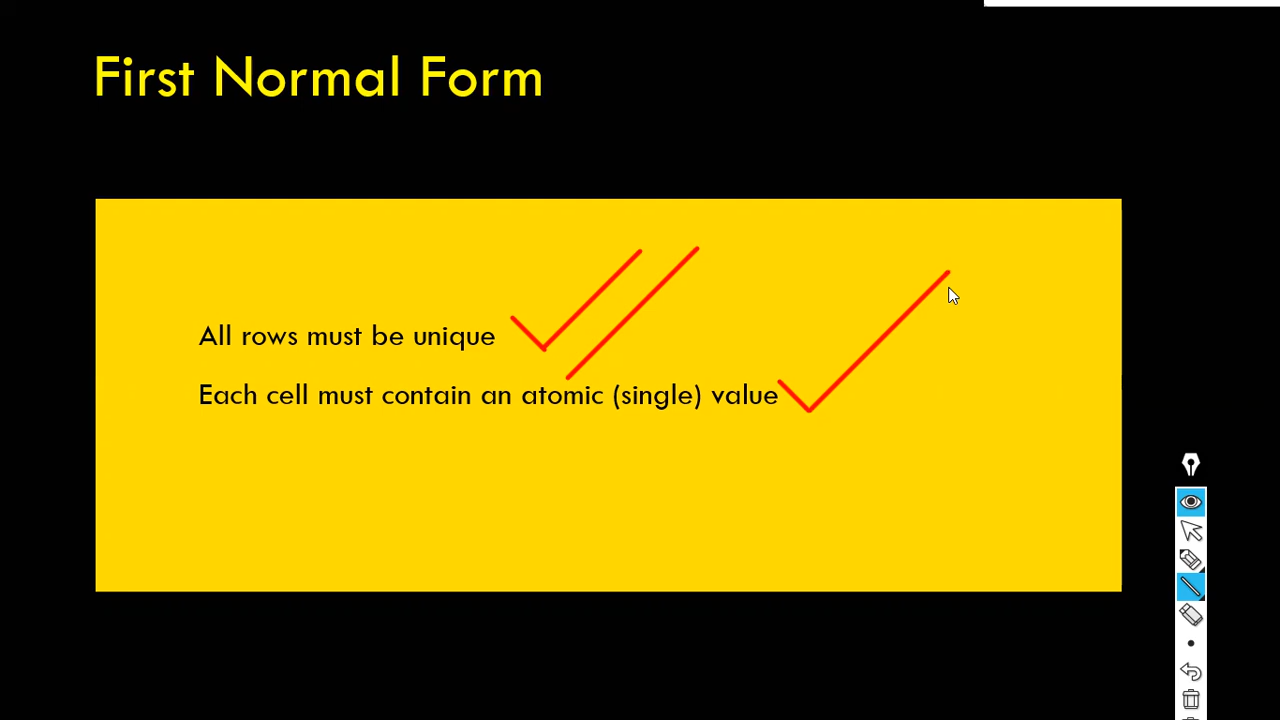 First Normal Form
All rows must be unique
Each cell must contain an atomic (single) value